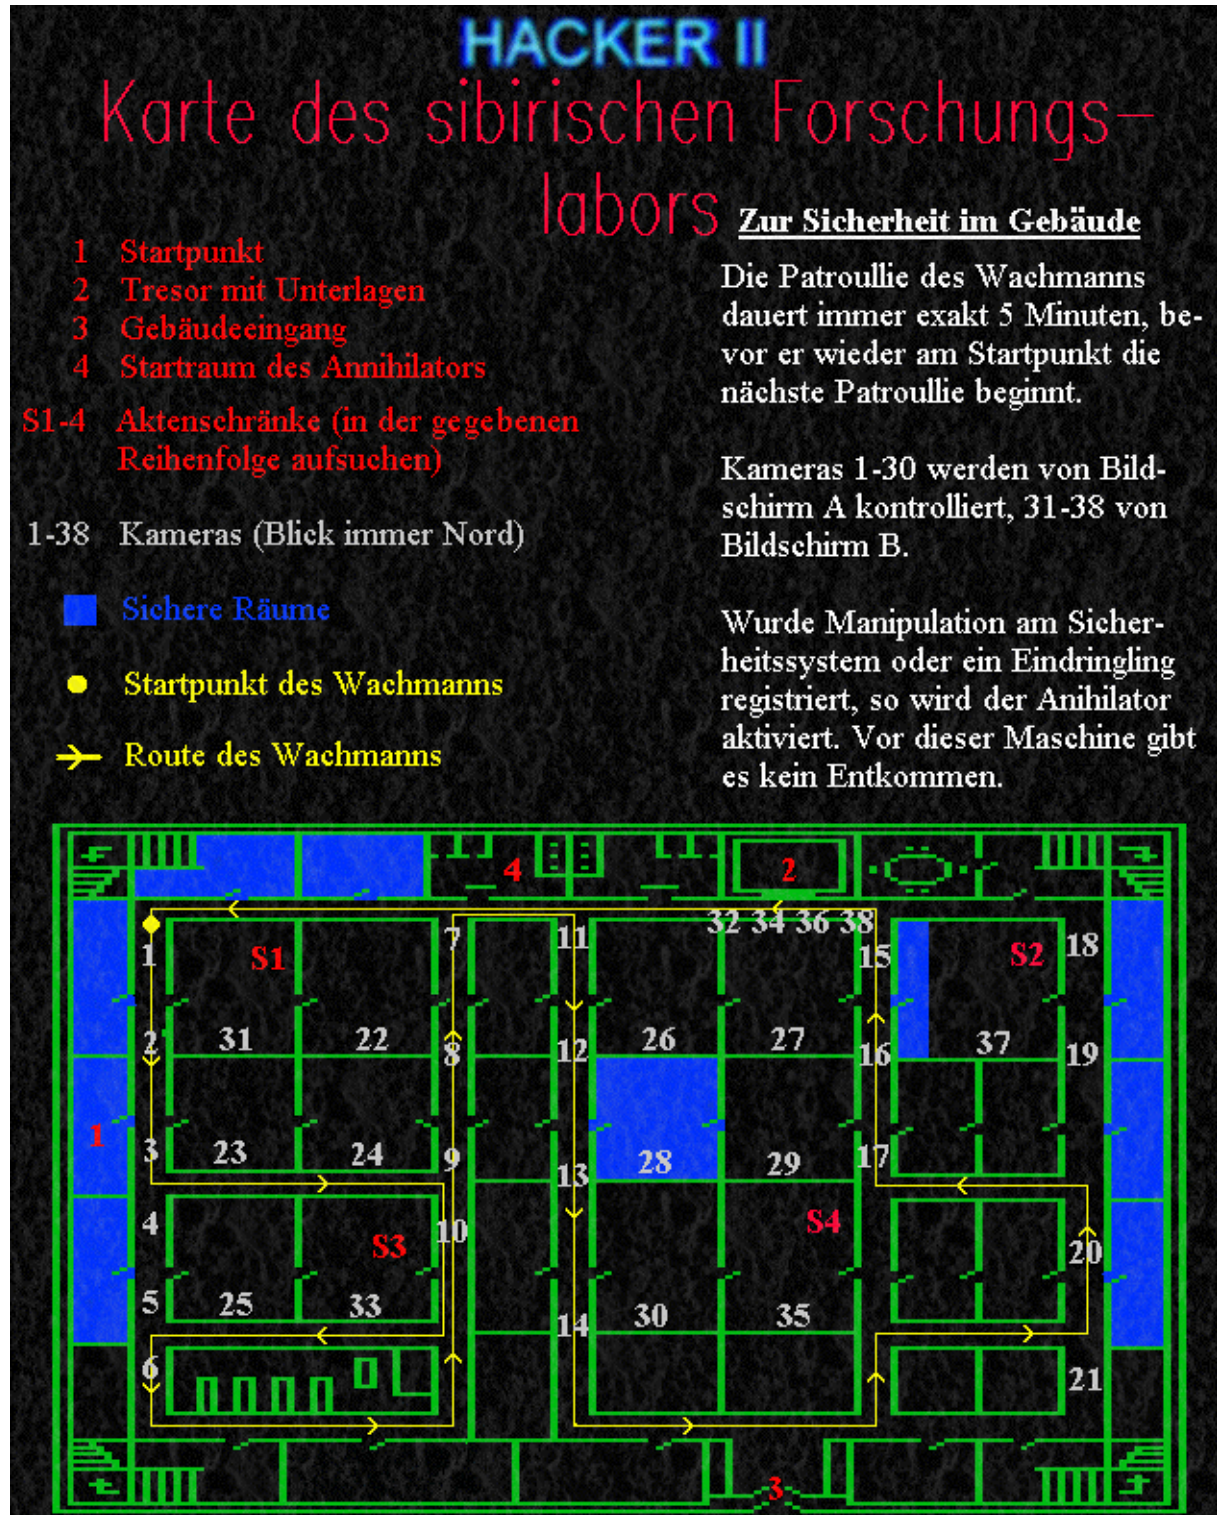 HACKER II
Karte des sibirischen Forschungs-
labors
1 Startpunkt
2 Tresor mit Unterlagen
3 Gebäudeeingang
4 Startraum des Annihilators
S1-4 Aktenschränke (in der gegebenen
Reihenfolge aufsuchen)
1-38 Kameras (Blick immer Nord)
Sichere Räume
Startpunkt des Wachmanns
Route des Wachmanns
Zur Sicherheit im Gebäude
Die Patroullie des Wachmanns
dauert immer exakt 5 Minuten, be-
vor er wieder am Startpunkt die
nächste Patroullie beginnt.
Kameras 1-30 werden von Bild-
schirm A kontrolliert, 31-38 von
Bildschirm B.
Wurde Manipulation am Sicher-
heitssystem oder ein Eindringling
registriert, so wird der Anihilator
aktiviert. Vor dieser Maschine gibt
es kein Entkommen.
4 2
32 34 36 38
1 S1 7 11 15 S2 18
2 31 22 8 12 26 27 16 37 19
1 3 23 24 9 13 28 29 17
4 S3 10 S4 20
5 25 33 14 30 35
6 21
3